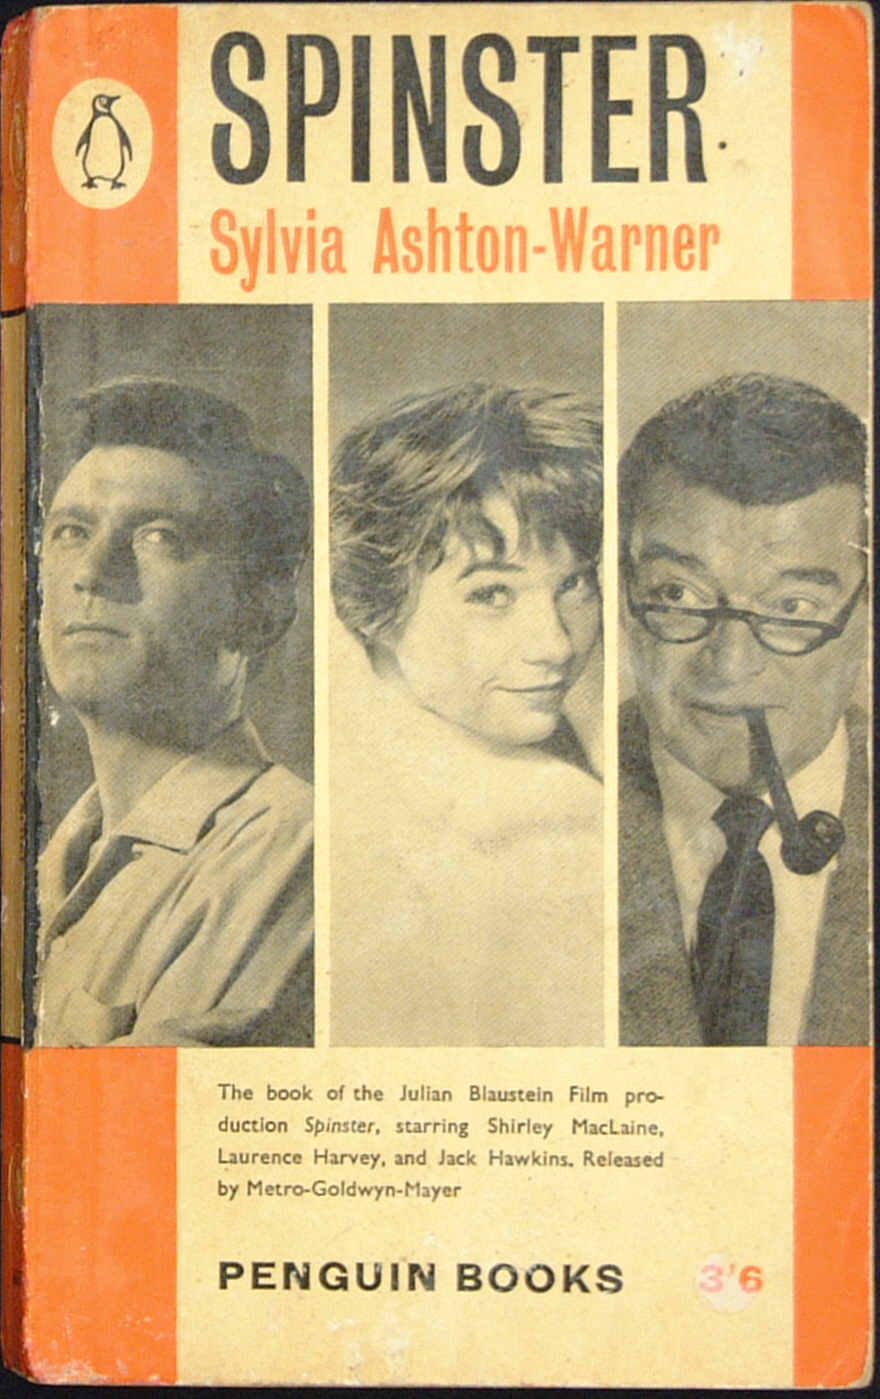 SPINSTER
Sylvia Ashton-Warner
The book of the Julian Blaustein Film pro-
duction Spinster, starring Shirley MacLaine,
Laurence Harvey, and Jack Hawkins. Released
by Metro-Goldwyn-Mayer
PENGUIN BOOKS 3'6